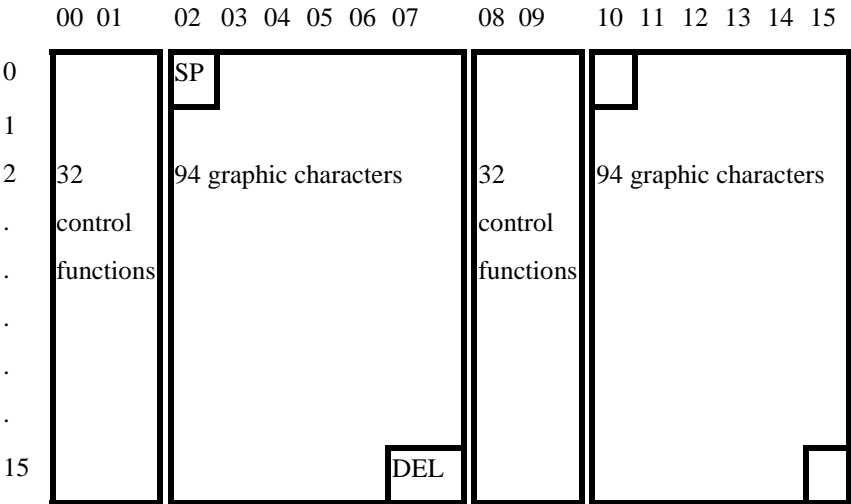 00 01 02 03 04 05 06 07 08 09 10 11 12 13 14 15
0 SP
1
2 32 94 graphic characters 32 94 graphic characters
. control control
. functions functions
.
.
.
15 DEL